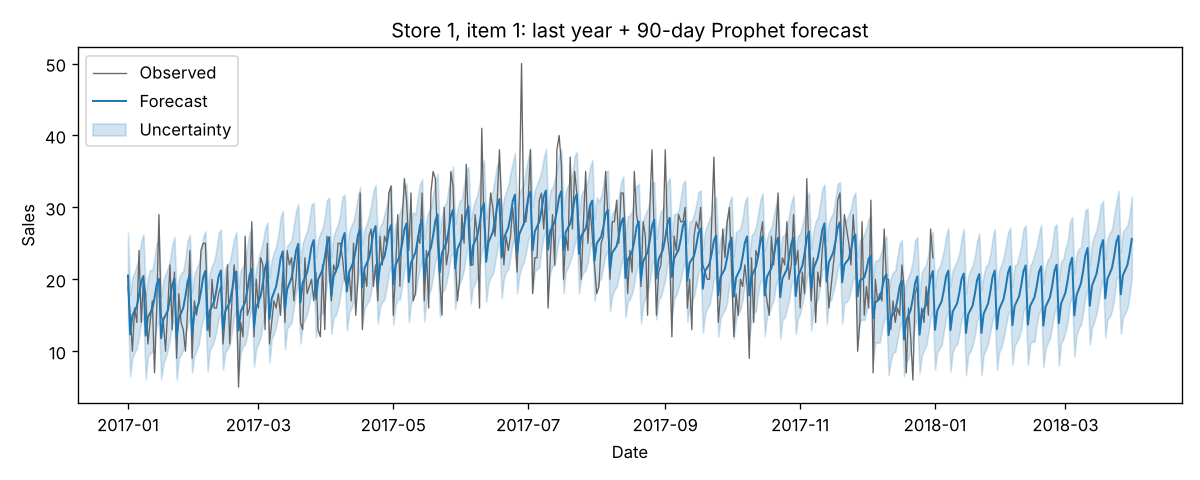 Store 1, item 1: last year + 90-day Prophet forecast
50
40
30
20
10
Sales
Observed
Forecast
Uncertainty
2017-01
2017-03
2017-05
2017-07
2017-09
2017-11
2018-01
2018-03
Date